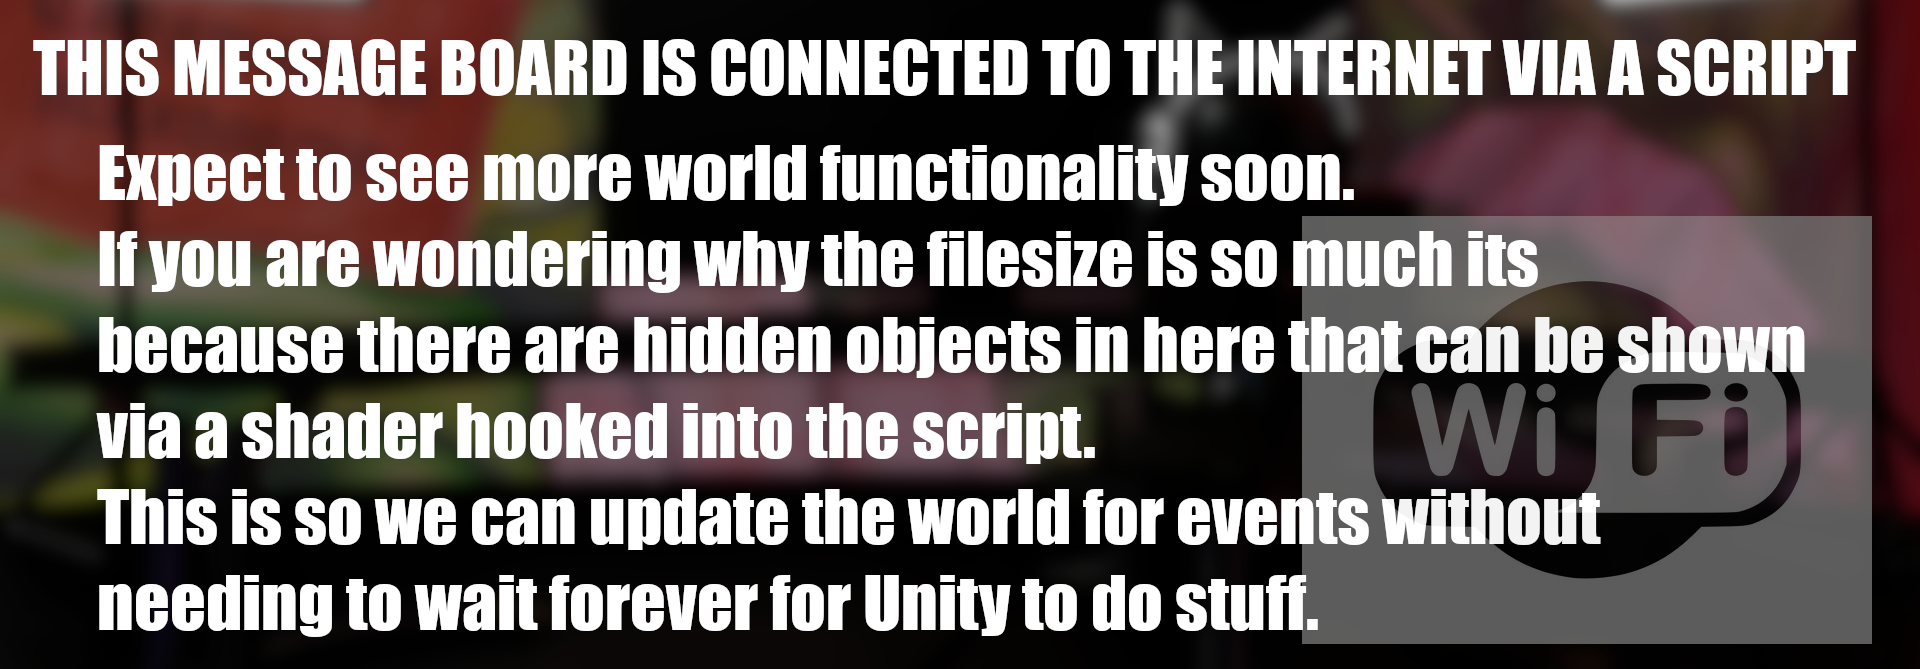 THIS MESSAGE BOARD IS CONNECTED TO THE INTERNET VIA A SCRIPT
Expect to see more world functionality soon.
If you are wondering why the filesize is so much its
because there are hidden objects in here that can be shown
via a shader hooked into the script.
This is so we can update the world for events without
needing to wait forever for Unity to do stuff.
Wi Fi